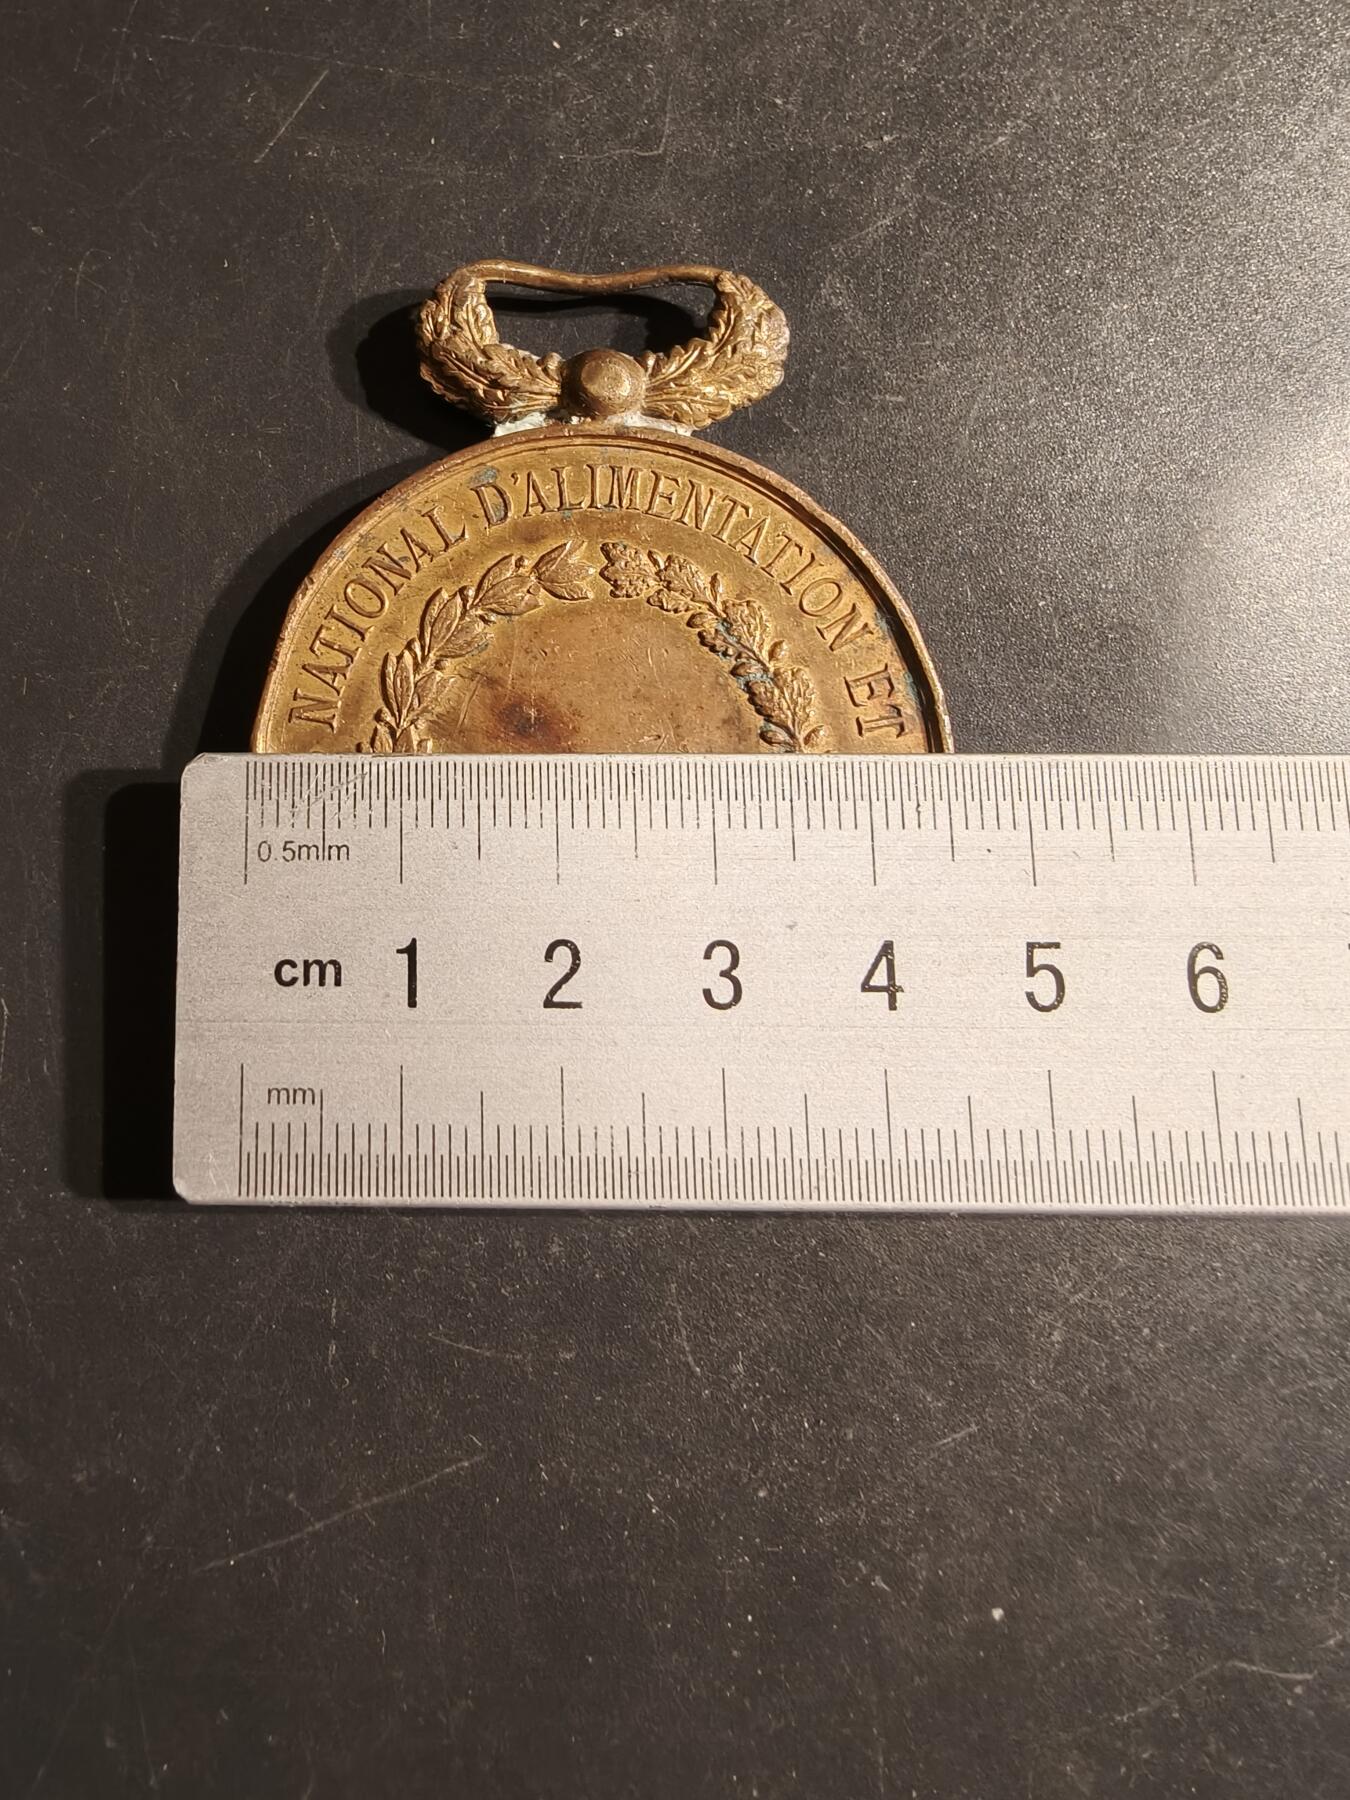 NATIONAL D'ALIMENTATION ET
0.5mm
cm 1 2 3 4 5 6
mm